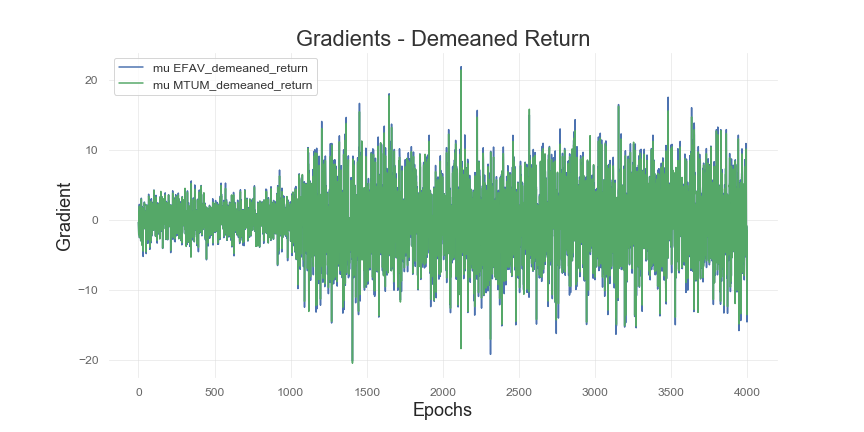 Gradients - Demeaned Return
mu EFAV_demeaned_return
mu MTUM_demeaned_return
20
10
0
−10
−20
Gradient
0 500 1000 1500 2000 2500 3000 3500 4000
Epochs